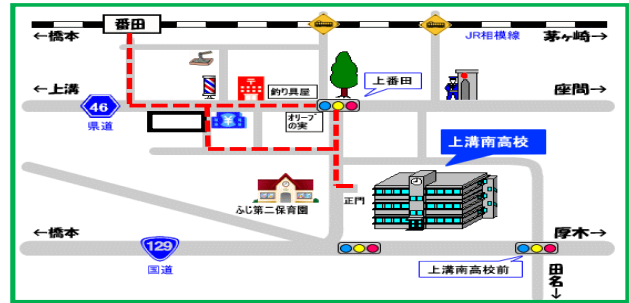 番田
←橋本
JR相模線
茅ヶ崎→
〒
釣り具屋
上番田
←上溝
座間→
46
県道
¥
オリーブ
の実
上溝南高校
ふじ第二保育園
正門
←橋本
厚木→
129
国道
上溝南高校前
田名↓